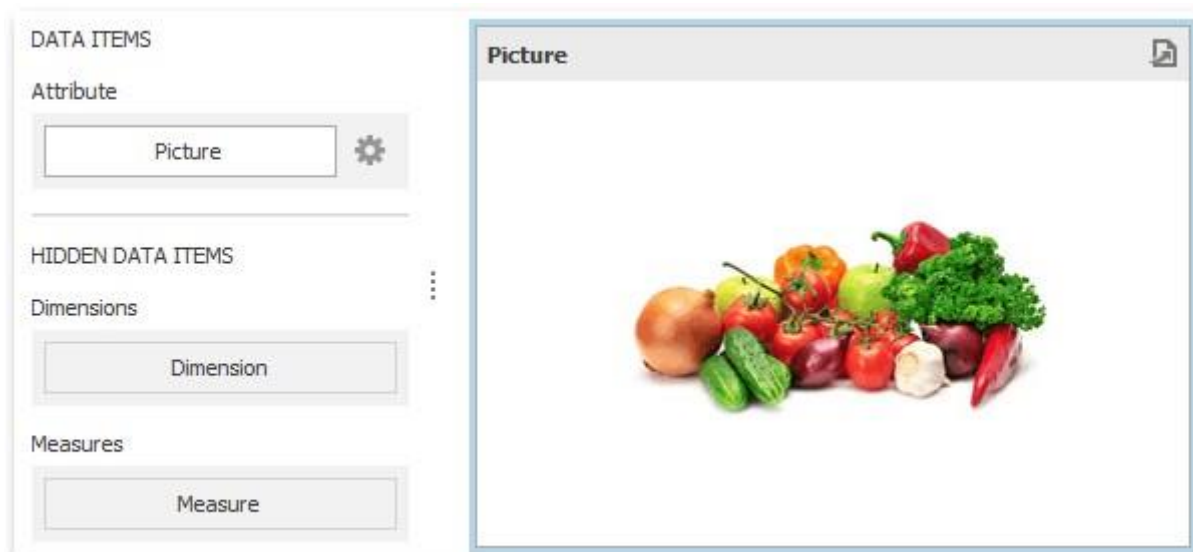 DATA ITEMS
Attribute
Picture
HIDDEN DATA ITEMS
Dimensions
Dimension
Measures
Measure
Picture